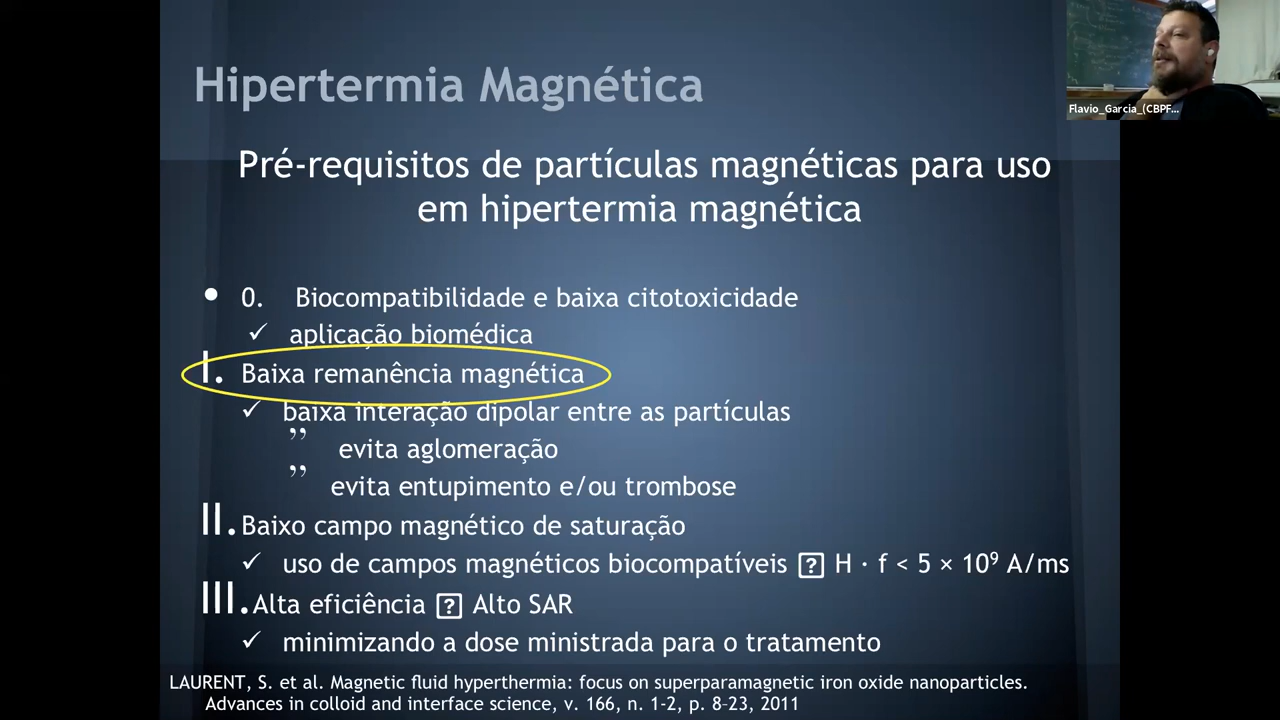 Hipertermia Magnética
Flavio_Garcia_(CBPF...
Pré-requisitos de partículas magnéticas para uso
em hipertermia magnética
• 0. Biocompatibilidade e baixa citotoxicidade
✓ aplicação biomédica
I. Baixa remanência magnética
✓ baixa interação dipolar entre as partículas
” evita aglomeração
” evita entupimento e/ou trombose
II. Baixo campo magnético de saturação
✓ uso de campos magnéticos biocompatíveis ⍰ H · f < 5 × 10⁹ A/ms
III. Alta eficiência ⍰ Alto SAR
✓ minimizando a dose ministrada para o tratamento
LAURENT, S. et al. Magnetic fluid hyperthermia: focus on superparamagnetic iron oxide nanoparticles.
Advances in colloid and interface science, v. 166, n. 1-2, p. 8–23, 2011